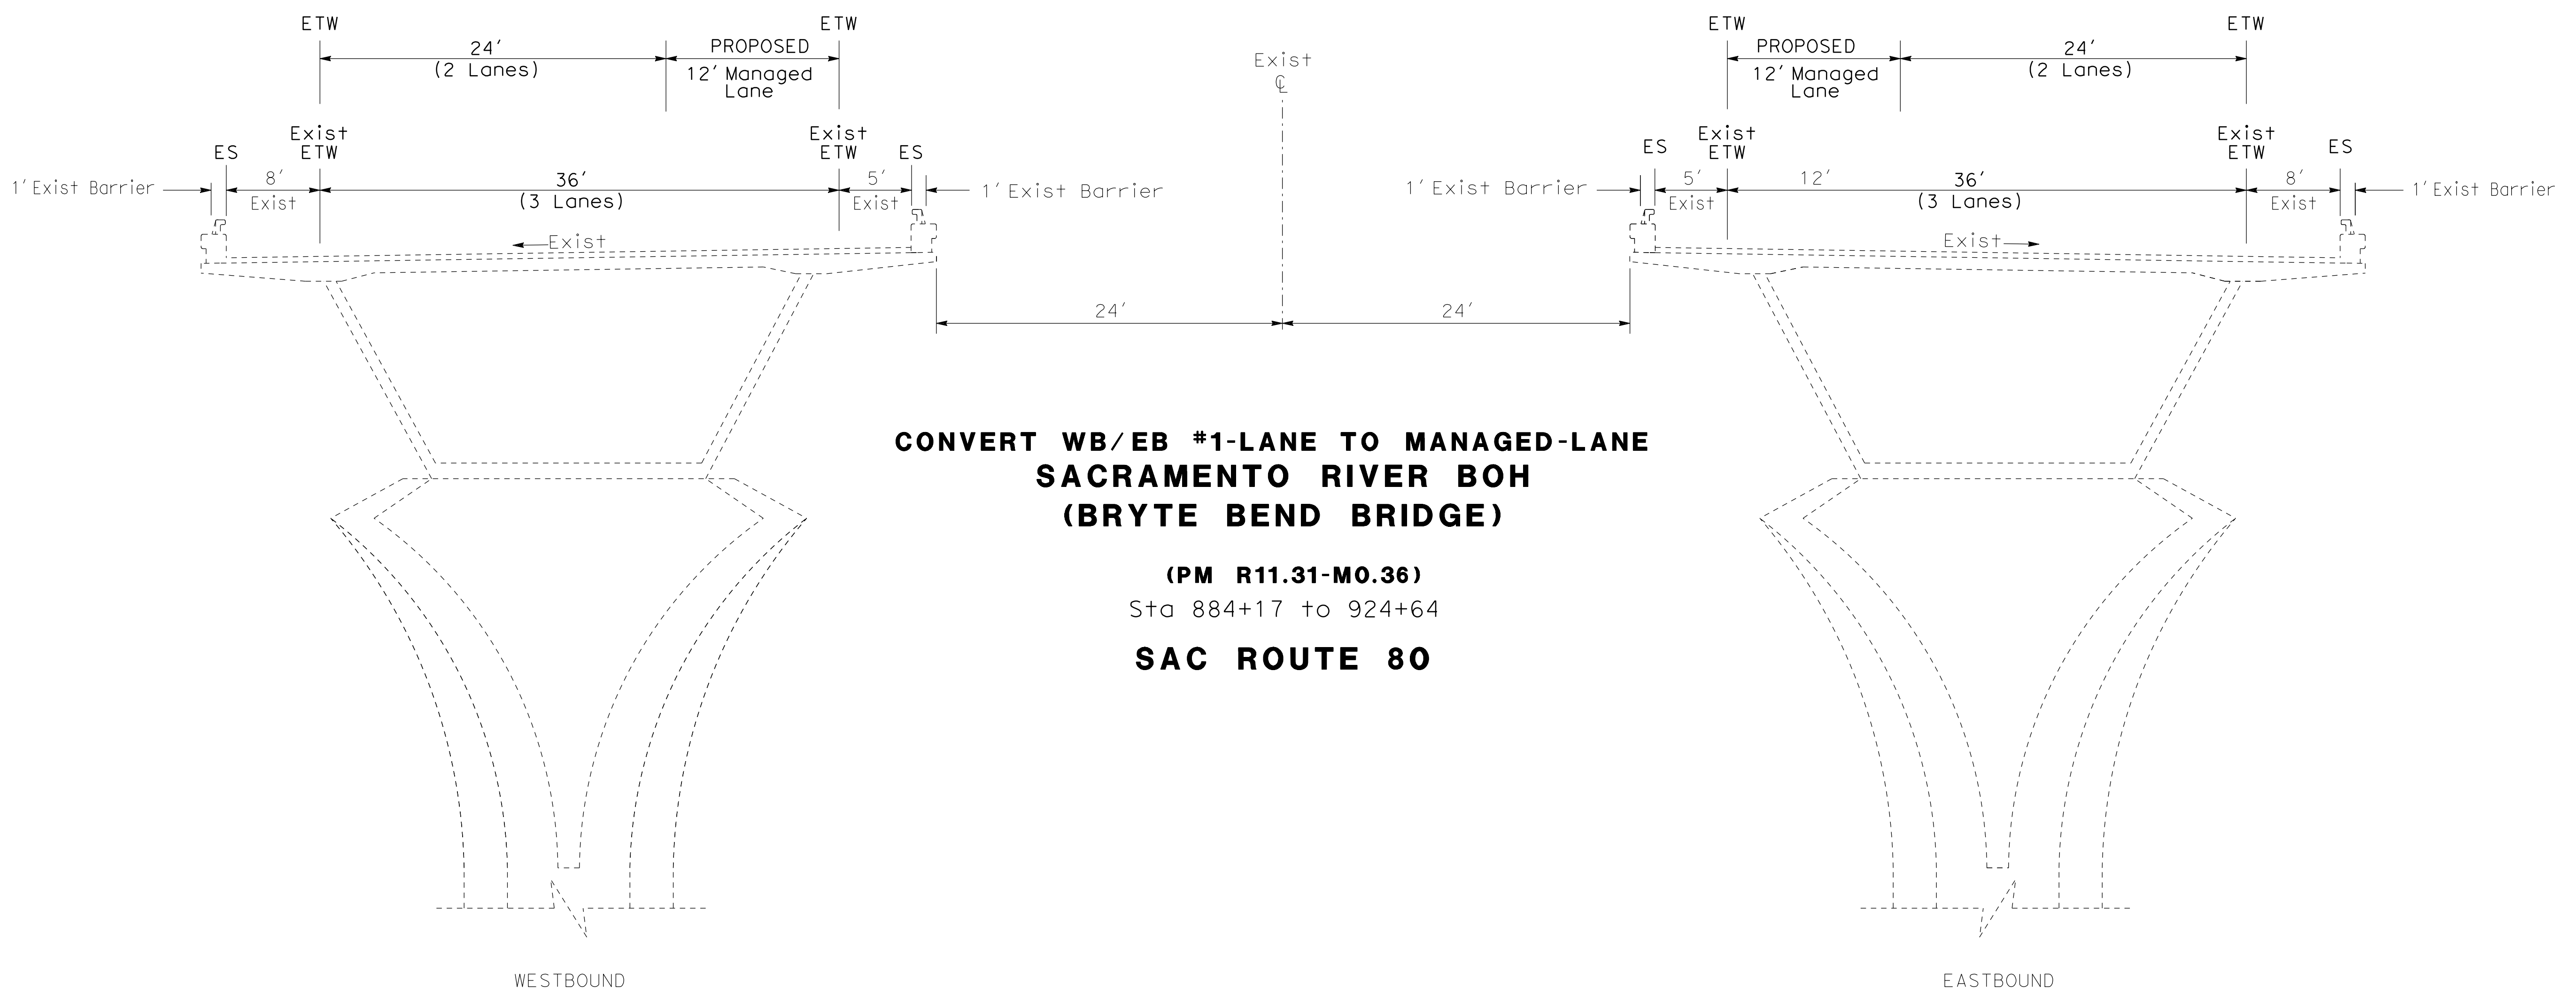 ETW
ETW
ETW
ETW
24'
(2 Lanes)
PROPOSED
12' Managed
Lane
Exist
℄
PROPOSED
12' Managed
Lane
24'
(2 Lanes)
ES
Exist
ETW
Exist
ETW
ES
ES
Exist
ETW
Exist
ETW
ES
1' Exist Barrier
8'
Exist
36'
(3 Lanes)
5'
Exist
1' Exist Barrier
1' Exist Barrier
5'
Exist
12'
36'
(3 Lanes)
8'
Exist
1' Exist Barrier
Exist
Exist
24'
24'
CONVERT WB/EB #1-LANE TO MANAGED-LANE
SACRAMENTO RIVER BOH
(BRYTE BEND BRIDGE)
(PM R11.31-M0.36)
Sta 884+17 to 924+64
SAC ROUTE 80
WESTBOUND
EASTBOUND